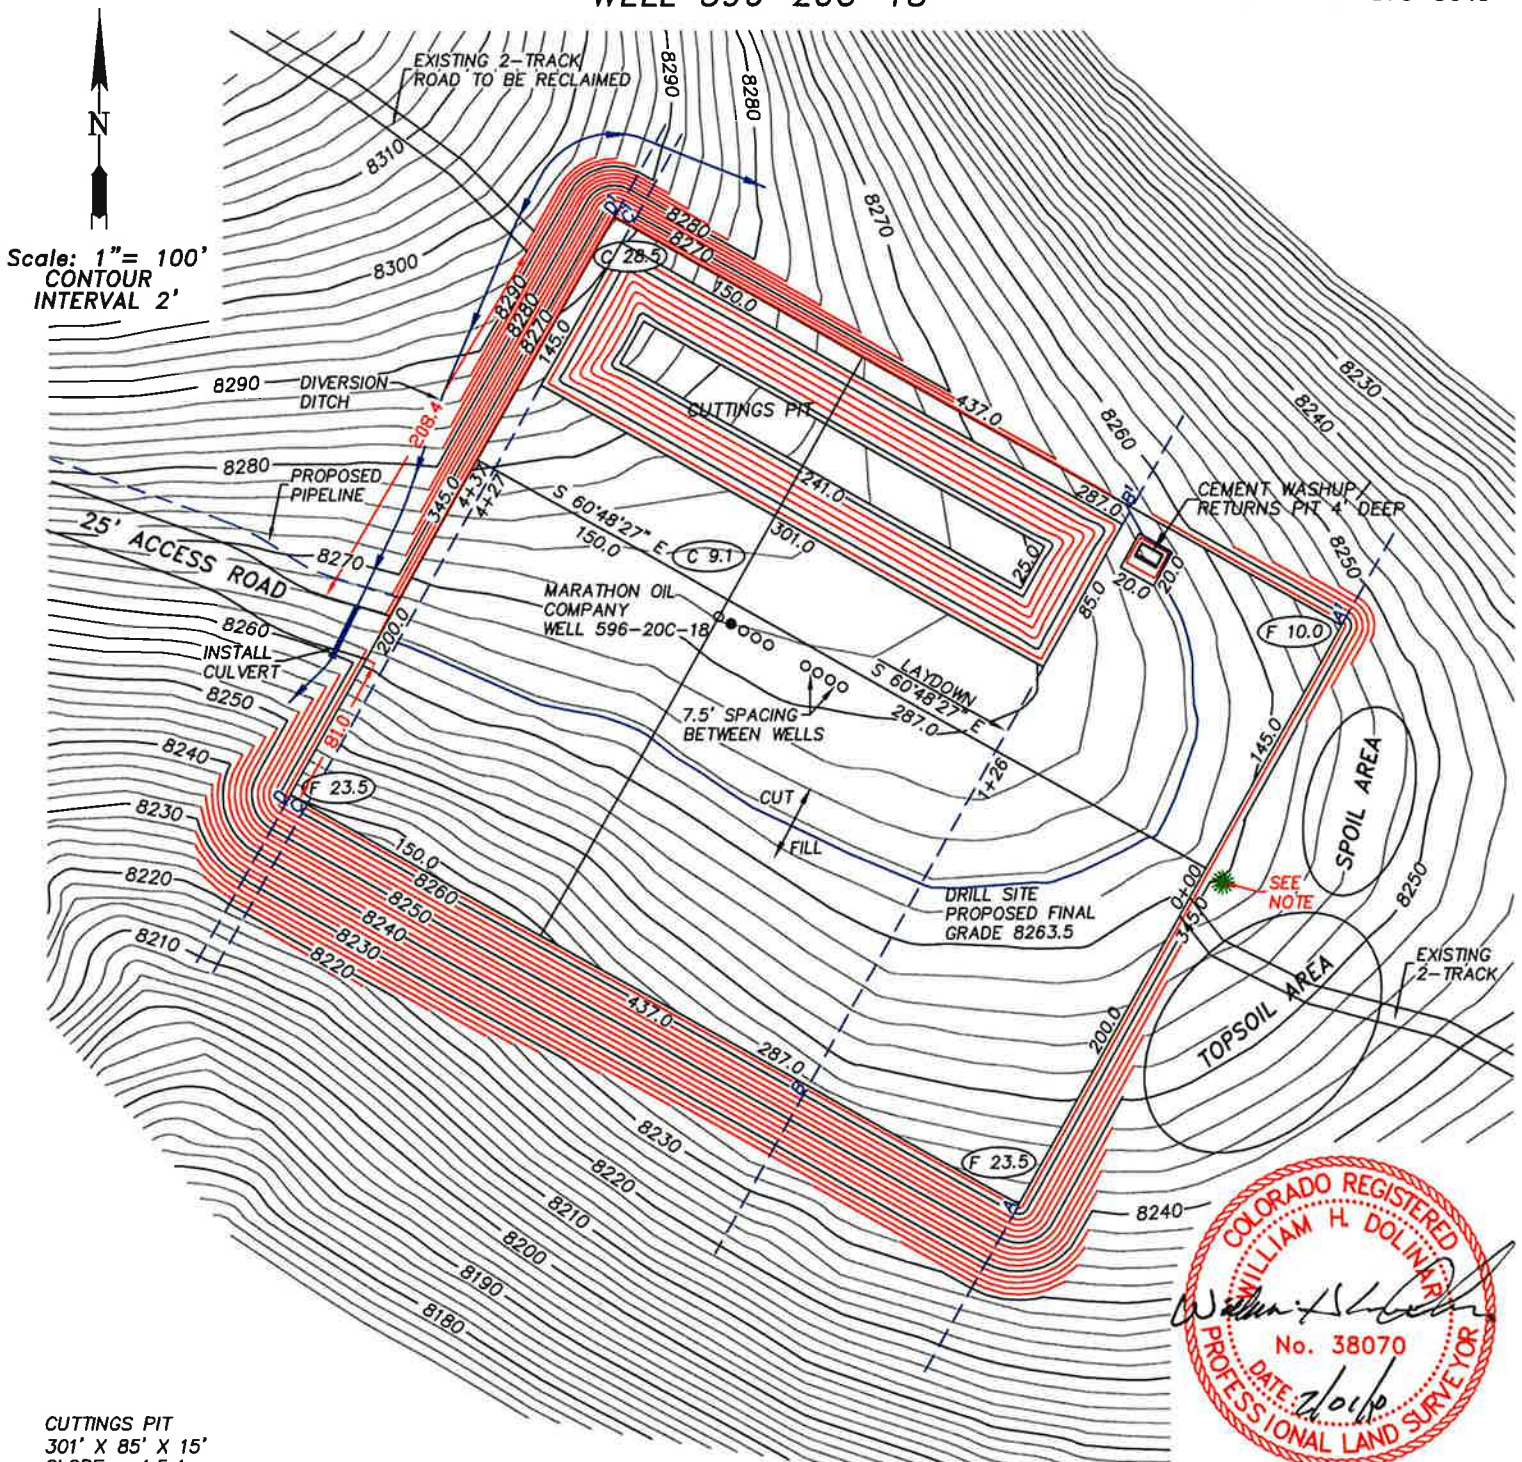 WELL 596-20C-18
N
Scale: 1"= 100'
CONTOUR
INTERVAL 2'
EXISTING 2-TRACK
ROAD TO BE RECLAIMED
8310
8300
8290
8280
8270
8260
8250
8240
8230
8220
8210
8290
8280
8270
8260
8250
8240
8230
8250
8250
8240
8280
8270
8290
8280
8270
C 28.5
150.0
145.0
437.0
287.0
B'
A'
DIVERSION
DITCH
208.4
345.0
4+37
4+27
PROPOSED
PIPELINE
25' ACCESS ROAD
INSTALL
CULVERT
200.0
81.0
CUTTINGS PIT
241.0
301.0
25.0
85.0
CEMENT WASHUP/
RETURNS PIT 4' DEEP
20.0
20.0
S 60°48'27" E
150.0
C 9.1
MARATHON OIL
COMPANY
WELL 596-20C-18
7.5' SPACING
BETWEEN WELLS
LAYDOWN
S 60°48'27" E
287.0
F 10.0
145.0
SPOIL AREA
1+26
CUT
FILL
F 23.5
150.0
8260
8250
8240
8230
8220
DRILL SITE
PROPOSED FINAL
GRADE 8263.5
0+00
345.0
SEE
NOTE
EXISTING
2-TRACK
TOPSOIL AREA
200.0
437.0
287.0
B
F 23.5
A
8230
8220
8210
8200
8190
8180
COLORADO REGISTERED
WILLIAM H. DOLINAR
No. 38070
DATE: 2/01/10
PROFESSIONAL LAND SURVEYOR
CUTTINGS PIT
301' X 85' X 15'